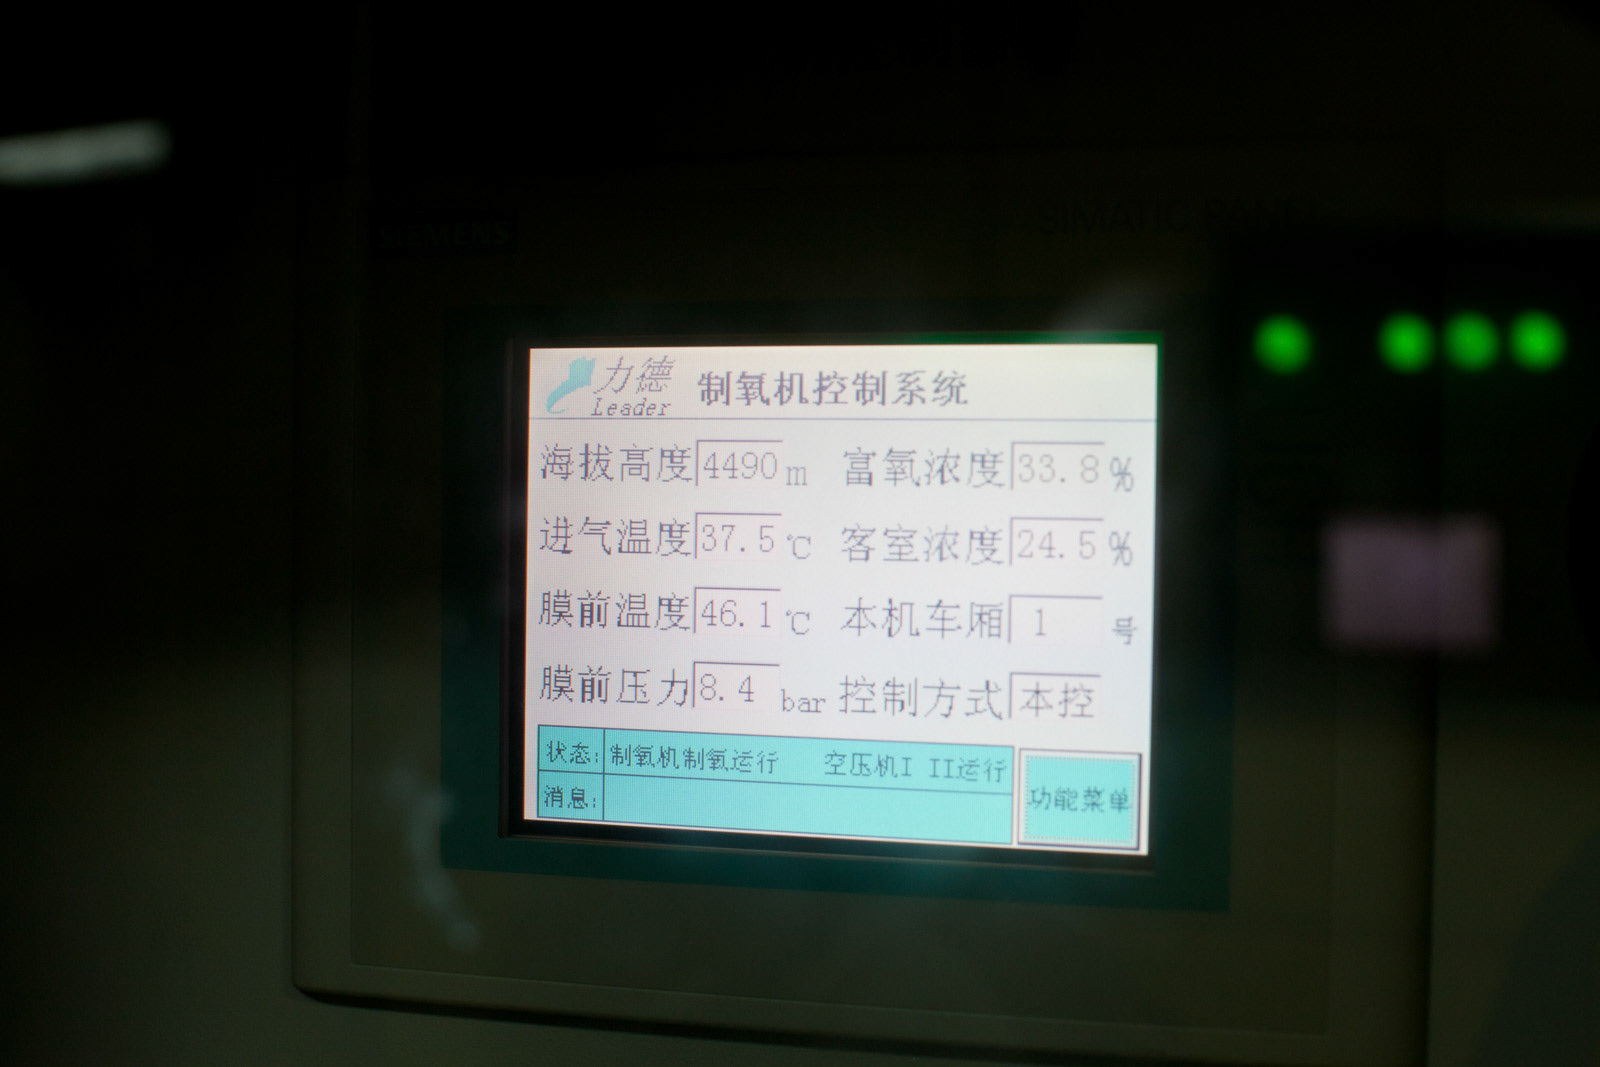 SIEMENS
SIMATIC PANEL
力德
Leader
制氧机控制系统
海拔高度 4490 m 富氧浓度 33.8 %
进气温度 37.5 ℃ 客室浓度 24.5 %
膜前温度 46.1 ℃ 本机车厢 1 号
膜前压力 8.4 bar 控制方式 本控
状态: 制氧机制氧运行 空压机I II运行
消息:
功能菜单